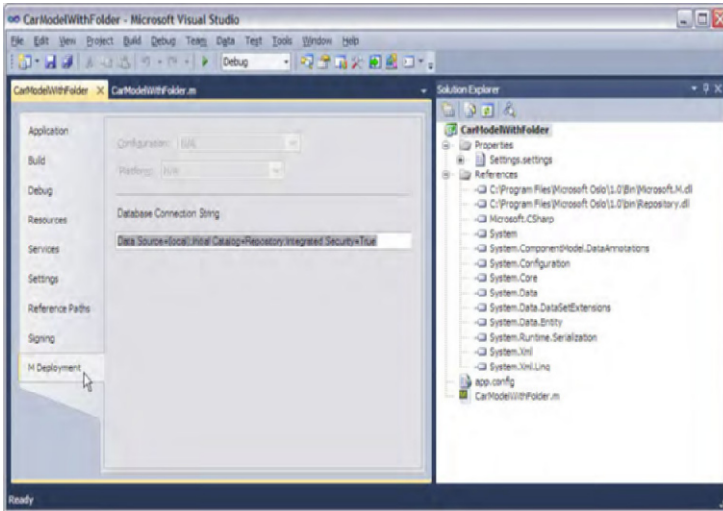 CarModelWithFolder - Microsoft Visual Studio
File Edit View Project Build Debug Team Data Test Tools Window Help
Debug
CarModelWithFolder X CarModelWithFolder.m
Application
Build
Debug
Resources
Services
Settings
Reference Paths
Signing
M Deployment
Configuration: N/A
Platform: N/A
Database Connection String
Data Source=(local);Initial Catalog=Repository;Integrated Security=True
Solution Explorer
CarModelWithFolder
Properties
Settings.settings
References
C:\Program Files\Microsoft Oslo\1.0\Bin\Microsoft.M.dll
C:\Program Files\Microsoft Oslo\1.0\bin\Repository.dll
Microsoft.CSharp
System
System.ComponentModel.DataAnnotations
System.Configuration
System.Core
System.Data
System.Data.DataSetExtensions
System.Data.Entity
System.Runtime.Serialization
System.Xml
System.Xml.Linq
app.config
CarModelWithFolder.m
Ready